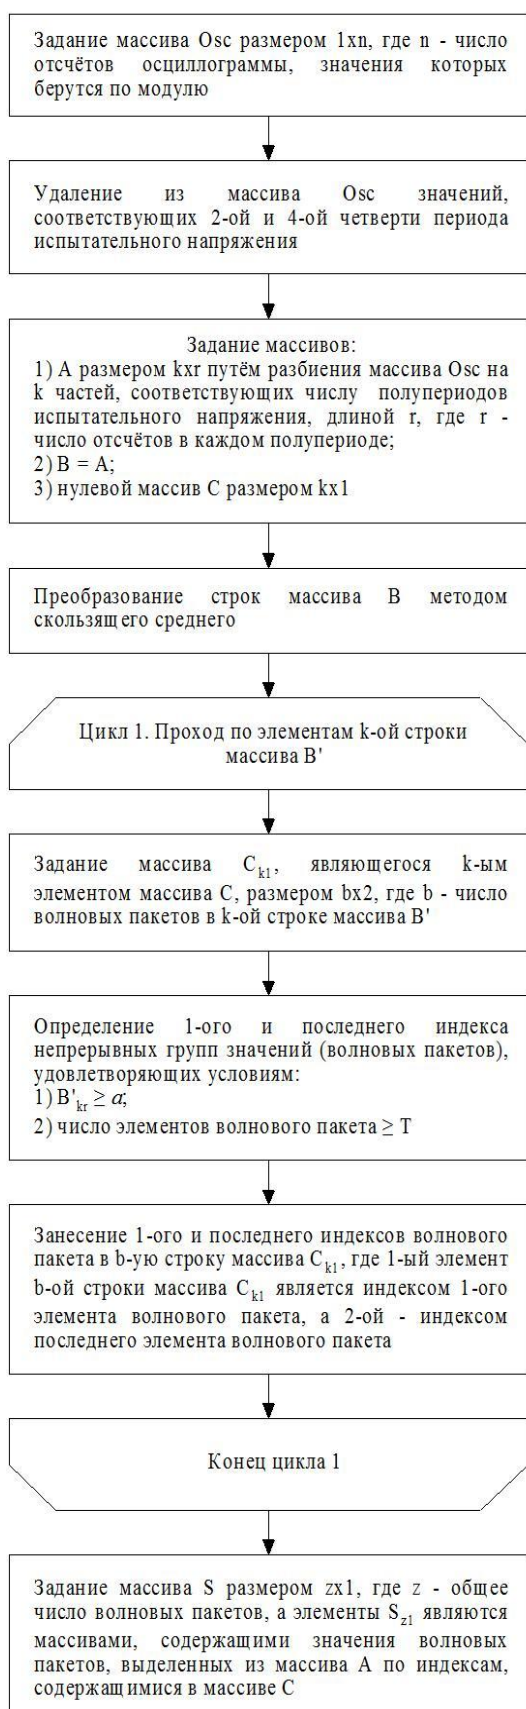 Задание массива Osc размером 1xn, где n - число
отсчётов осциллограммы, значения которых
берутся по модулю
Удаление из массива Osc значений,
соответствующих 2-ой и 4-ой четверти периода
испытательного напряжения
Задание массивов:
1) A размером kxr путём разбиения массива Osc на
k частей, соответствующих числу полупериодов
испытательного напряжения, длиной r, где r -
число отсчётов в каждом полупериоде;
2) B = A;
3) нулевой массив C размером kx1
Преобразование строк массива B методом
скользящего среднего
Цикл 1. Проход по элементам k-ой строки
массива B'
Задание массива C_k1, являющегося k-ым
элементом массива C, размером bx2, где b - число
волновых пакетов в k-ой строке массива B'
Определение 1-ого и последнего индекса
непрерывных групп значений (волновых пакетов),
удовлетворяющих условиям:
1) B'_kr ≥ a;
2) число элементов волнового пакета ≥ T
Занесение 1-ого и последнего индексов волнового
пакета в b-ую строку массива C_k1, где 1-ый элемент
b-ой строки массива C_k1 является индексом 1-ого
элемента волнового пакета, а 2-ой - индексом
последнего элемента волнового пакета
Конец цикла 1
Задание массива S размером zx1, где z - общее
число волновых пакетов, а элементы S_z1 являются
массивами, содержащими значения волновых
пакетов, выделенных из массива A по индексам,
содержащимися в массиве C